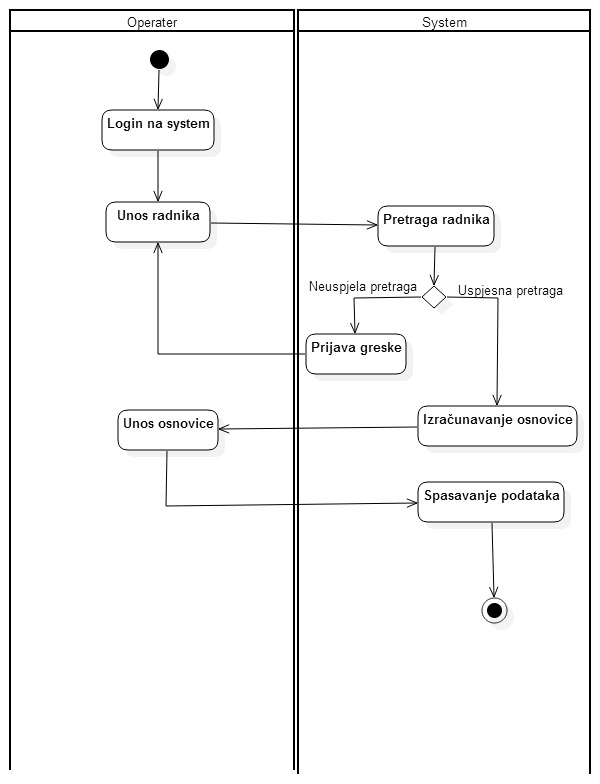 Operater
System
Login na system
Unos radnika
Pretraga radnika
Neuspjela pretraga
Uspjesna pretraga
Prijava greske
Izračunavanje osnovice
Unos osnovice
Spasavanje podataka